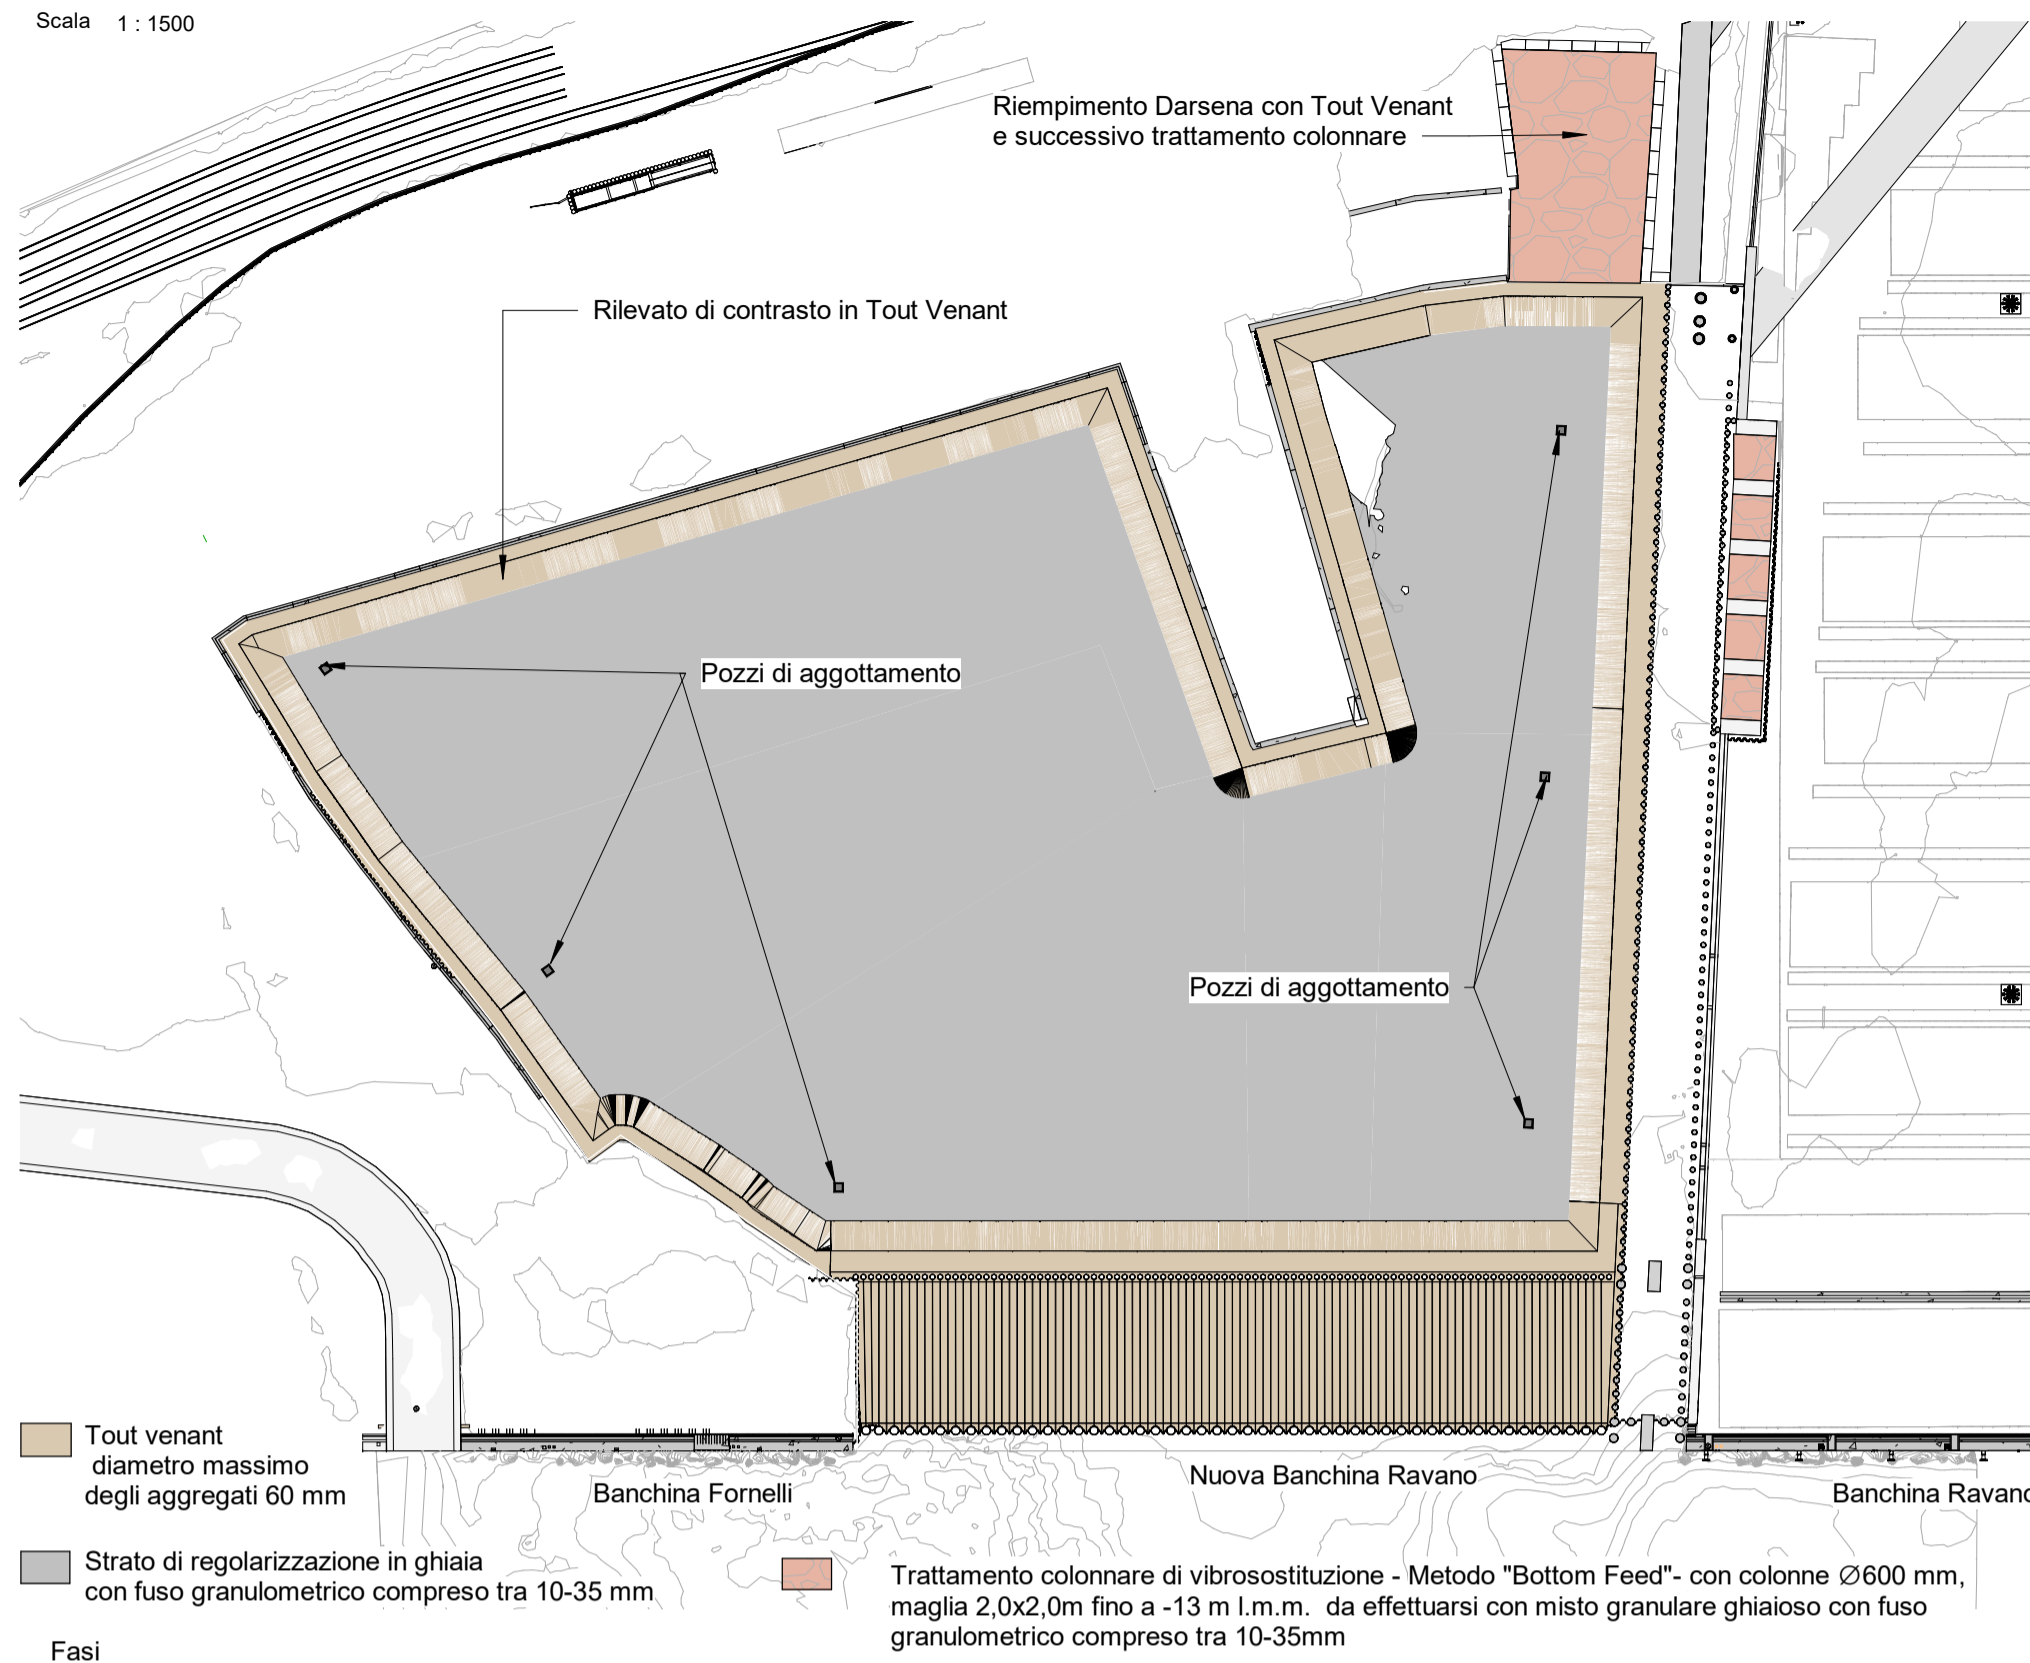 Scala 1 : 1500
Riempimento Darsena con Tout Venant
e successivo trattamento colonnare
Rilevato di contrasto in Tout Venant
Pozzi di aggottamento
Pozzi di aggottamento
Nuova Banchina Ravano
Banchina Fornelli
Banchina Ravano
Tout venant
diametro massimo
degli aggregati 60 mm
Strato di regolarizzazione in ghiaia
con fuso granulometrico compreso tra 10-35 mm
Trattamento colonnare di vibrosostituzione - Metodo "Bottom Feed"- con colonne ∅600 mm,
maglia 2,0x2,0m fino a -13 m l.m.m. da effettuarsi con misto granulare ghiaioso con fuso
granulometrico compreso tra 10-35mm
Fasi